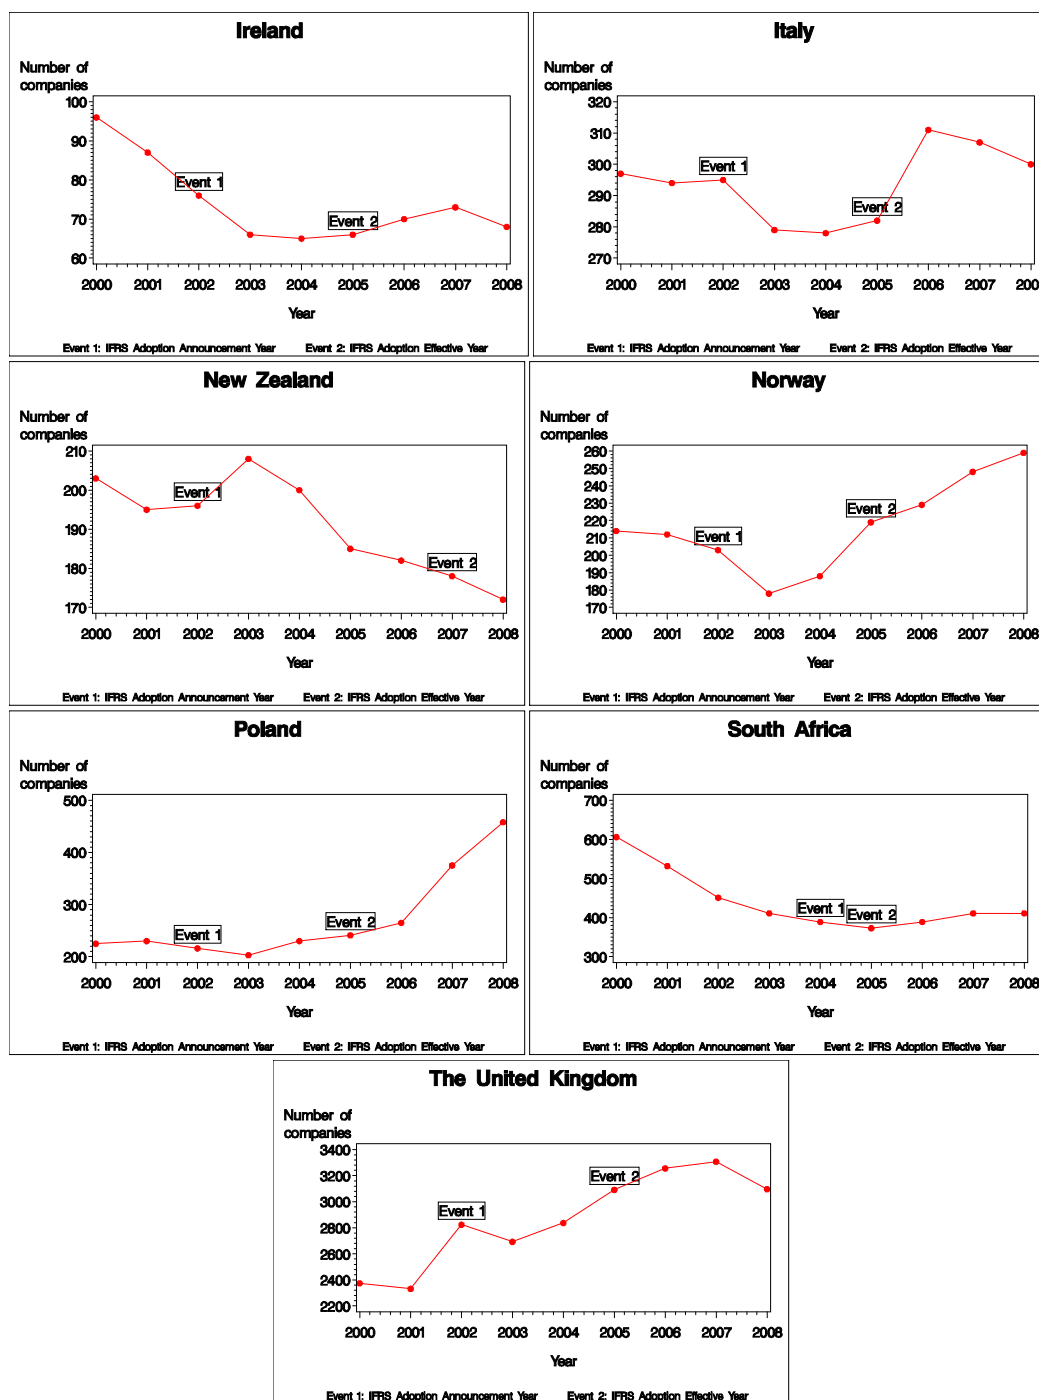 Ireland
Number of
companies
100
90
80
70
60
Event 1
Event 2
2000 2001 2002 2003 2004 2005 2006 2007 2008
Year
Event 1: IFRS Adoption Announcement Year Event 2: IFRS Adoption Effective Year
Italy
Number of
companies
320
310
300
290
280
270
Event 1
Event 2
2000 2001 2002 2003 2004 2005 2006 2007 200
Year
Event 1: IFRS Adoption Announcement Year Event 2: IFRS Adoption Effective Year
New Zealand
Number of
companies
210
200
190
180
170
Event 1
Event 2
2000 2001 2002 2003 2004 2005 2006 2007 2008
Year
Event 1: IFRS Adoption Announcement Year Event 2: IFRS Adoption Effective Year
Norway
Number of
companies
260
250
240
230
220
210
200
190
180
170
Event 1
Event 2
2000 2001 2002 2003 2004 2005 2006 2007 2008
Year
Event 1: IFRS Adoption Announcement Year Event 2: IFRS Adoption Effective Year
Poland
Number of
companies
500
400
300
200
Event 1
Event 2
2000 2001 2002 2003 2004 2005 2006 2007 2008
Year
Event 1: IFRS Adoption Announcement Year Event 2: IFRS Adoption Effective Year
South Africa
Number of
companies
700
600
500
400
300
Event 1
Event 2
2000 2001 2002 2003 2004 2005 2006 2007 2008
Year
Event 1: IFRS Adoption Announcement Year Event 2: IFRS Adoption Effective Year
The United Kingdom
Number of
companies
3400
3200
3000
2800
2600
2400
2200
Event 1
Event 2
2000 2001 2002 2003 2004 2005 2006 2007 2008
Year
Event 1: IFRS Adoption Announcement Year Event 2: IFRS Adoption Effective Year